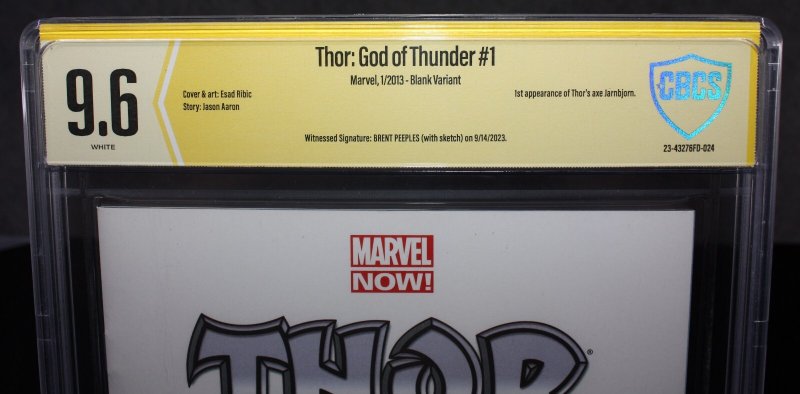 Thor: God of Thunder #1
Marvel, 1/2013 - Blank Variant
9.6
WHITE
Cover & art: Esad Ribic
Story: Jason Aaron
1st appearance of Thor's axe Jarnbjorn.
Witnessed Signature: BRENT PEEPLES (with sketch) on 9/14/2023.
CBCS
23-43276FD-024
MARVEL
NOW!
THOR®